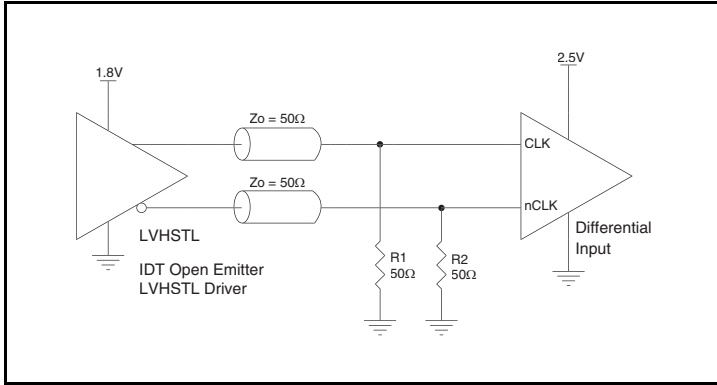 1.8V
2.5V
Zo = 50Ω
CLK
Zo = 50Ω
nCLK
LVHSTL
IDT Open Emitter
LVHSTL Driver
R1
50Ω
R2
50Ω
Differential
Input